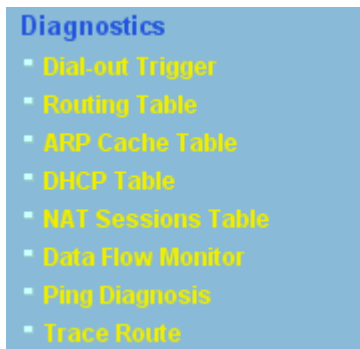 Diagnostics
Dial-out Trigger
Routing Table
ARP Cache Table
DHCP Table
NAT Sessions Table
Data Flow Monitor
Ping Diagnosis
Trace Route